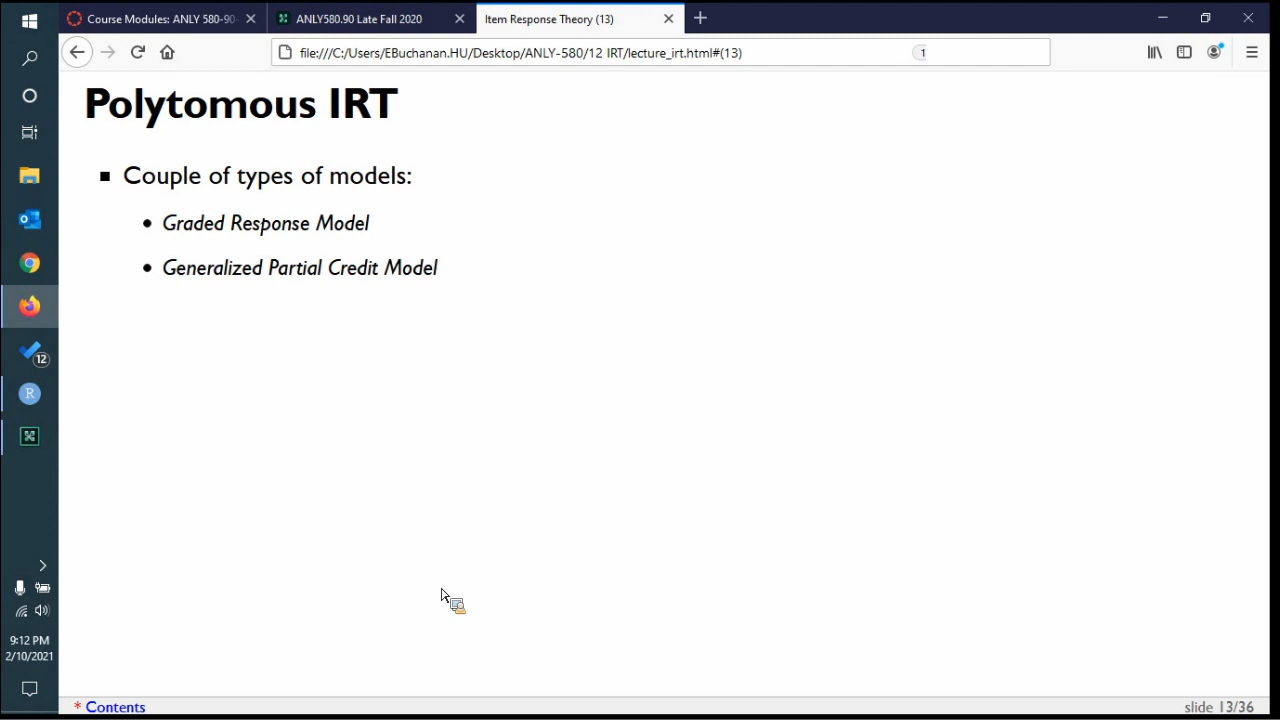 Course Modules: ANLY 580-90-
ANLY580.90 Late Fall 2020
Item Response Theory (13)
file:///C:/Users/EBuchanan.HU/Desktop/ANLY-580/12 IRT/lecture_irt.html#(13)
1
Polytomous IRT
Couple of types of models:
Graded Response Model
Generalized Partial Credit Model
12
R
9:12 PM
2/10/2021
* Contents
slide 13/36